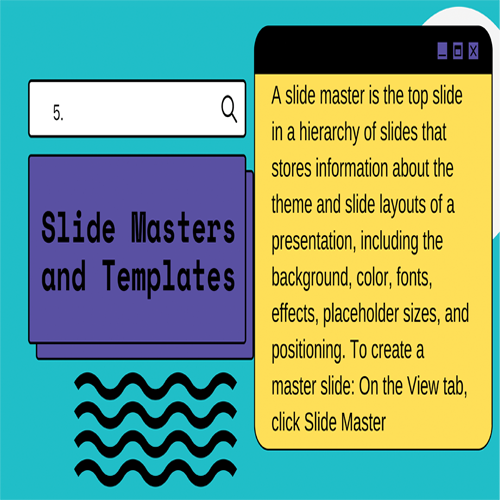 5.
Slide Masters
and Templates
A slide master is the top slide
in a hierarchy of slides that
stores information about the
theme and slide layouts of a
presentation, including the
background, color, fonts,
effects, placeholder sizes, and
positioning. To create a
master slide: On the View tab,
click Slide Master